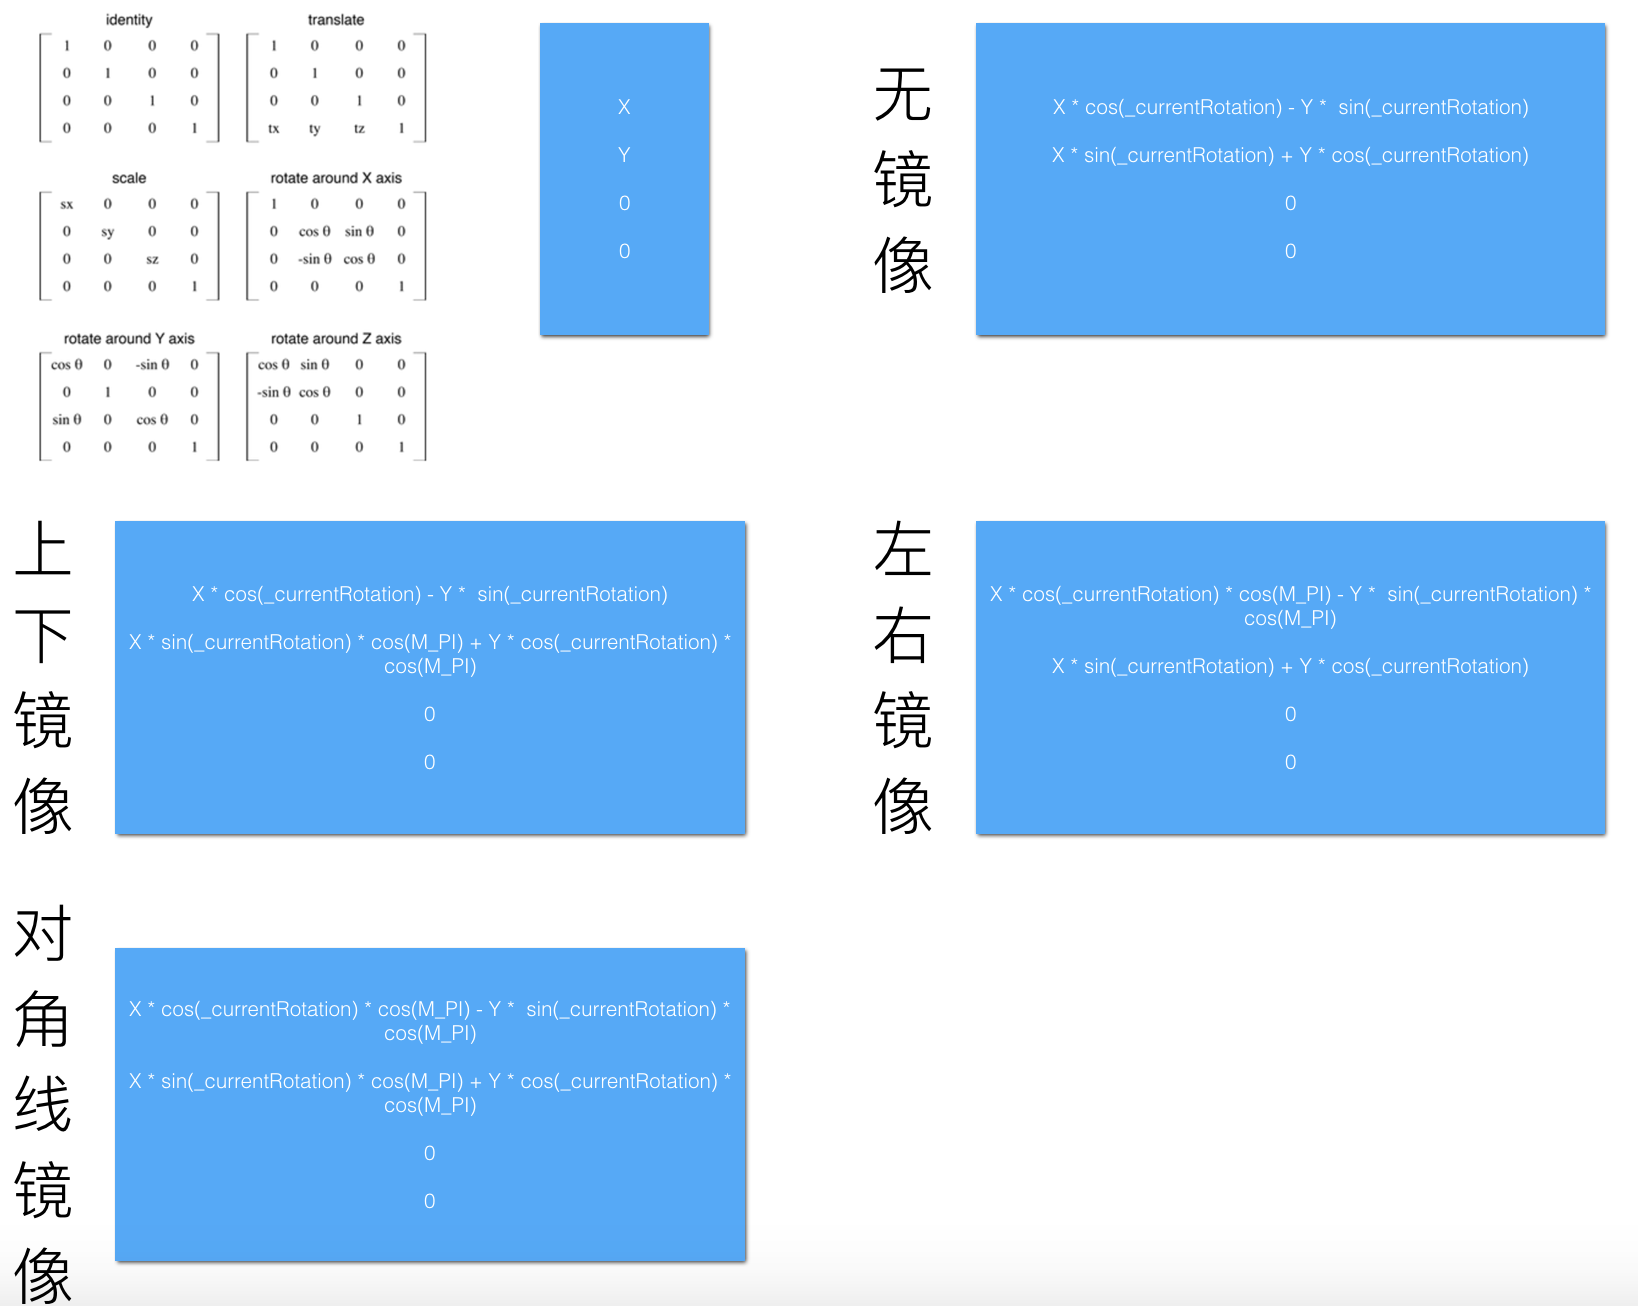 identity
1 0 0 0
0 1 0 0
0 0 1 0
0 0 0 1
translate
1 0 0 0
0 1 0 0
0 0 1 0
tx ty tz 1
scale
sx 0 0 0
0 sy 0 0
0 0 sz 0
0 0 0 1
rotate around X axis
1 0 0 0
0 cos θ sin θ 0
0 -sin θ cos θ 0
0 0 0 1
rotate around Y axis
cos θ 0 -sin θ 0
0 1 0 0
sin θ 0 cos θ 0
0 0 0 1
rotate around Z axis
cos θ sin θ 0 0
-sin θ cos θ 0 0
0 0 1 0
0 0 0 1
X
Y
0
0
无镜像
X * cos(_currentRotation) - Y * sin(_currentRotation)
X * sin(_currentRotation) + Y * cos(_currentRotation)
0
0
上下镜像
X * cos(_currentRotation) - Y * sin(_currentRotation)
X * sin(_currentRotation) * cos(M_PI) + Y * cos(_currentRotation) *
cos(M_PI)
0
0
左右镜像
X * cos(_currentRotation) * cos(M_PI) - Y * sin(_currentRotation) *
cos(M_PI)
X * sin(_currentRotation) + Y * cos(_currentRotation)
0
0
对角线镜像
X * cos(_currentRotation) * cos(M_PI) - Y * sin(_currentRotation) *
cos(M_PI)
X * sin(_currentRotation) * cos(M_PI) + Y * cos(_currentRotation) *
cos(M_PI)
0
0